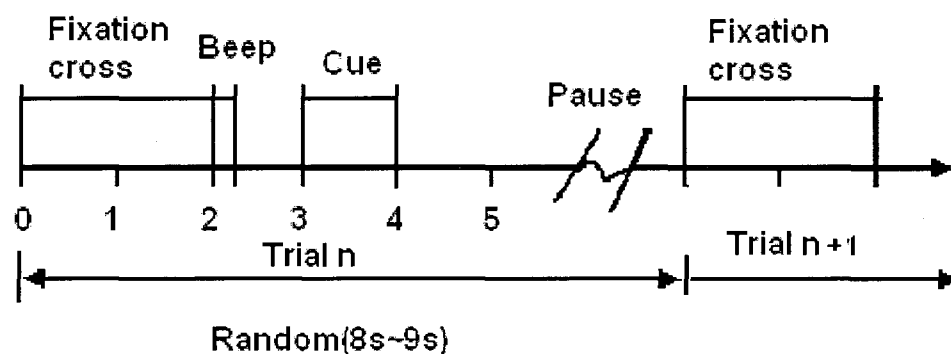 Fixation
cross
Beep
Cue
Pause
Fixation
cross
0 1 2 3 4 5
Trial n
Trial n+1
Random(8s~9s)